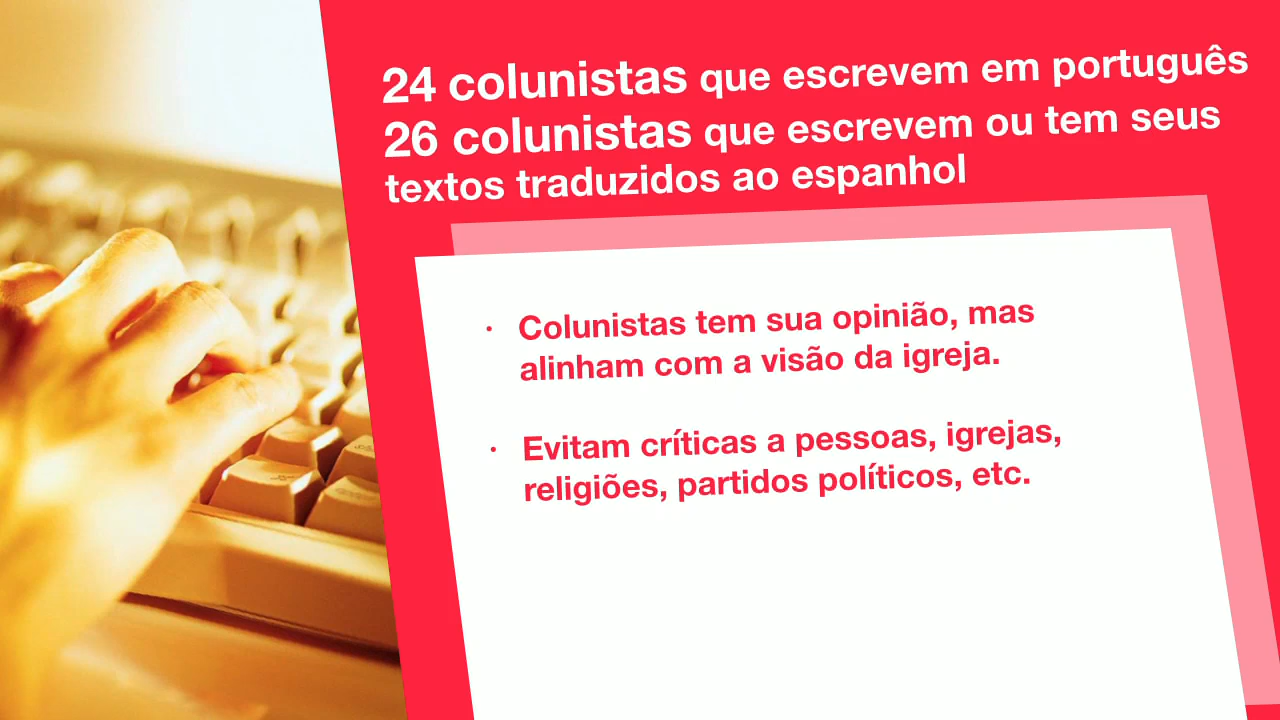 24 colunistas que escrevem em português
26 colunistas que escrevem ou tem seus
textos traduzidos ao espanhol
· Colunistas tem sua opinião, mas
alinham com a visão da igreja.
· Evitam críticas a pessoas, igrejas,
religiões, partidos políticos, etc.